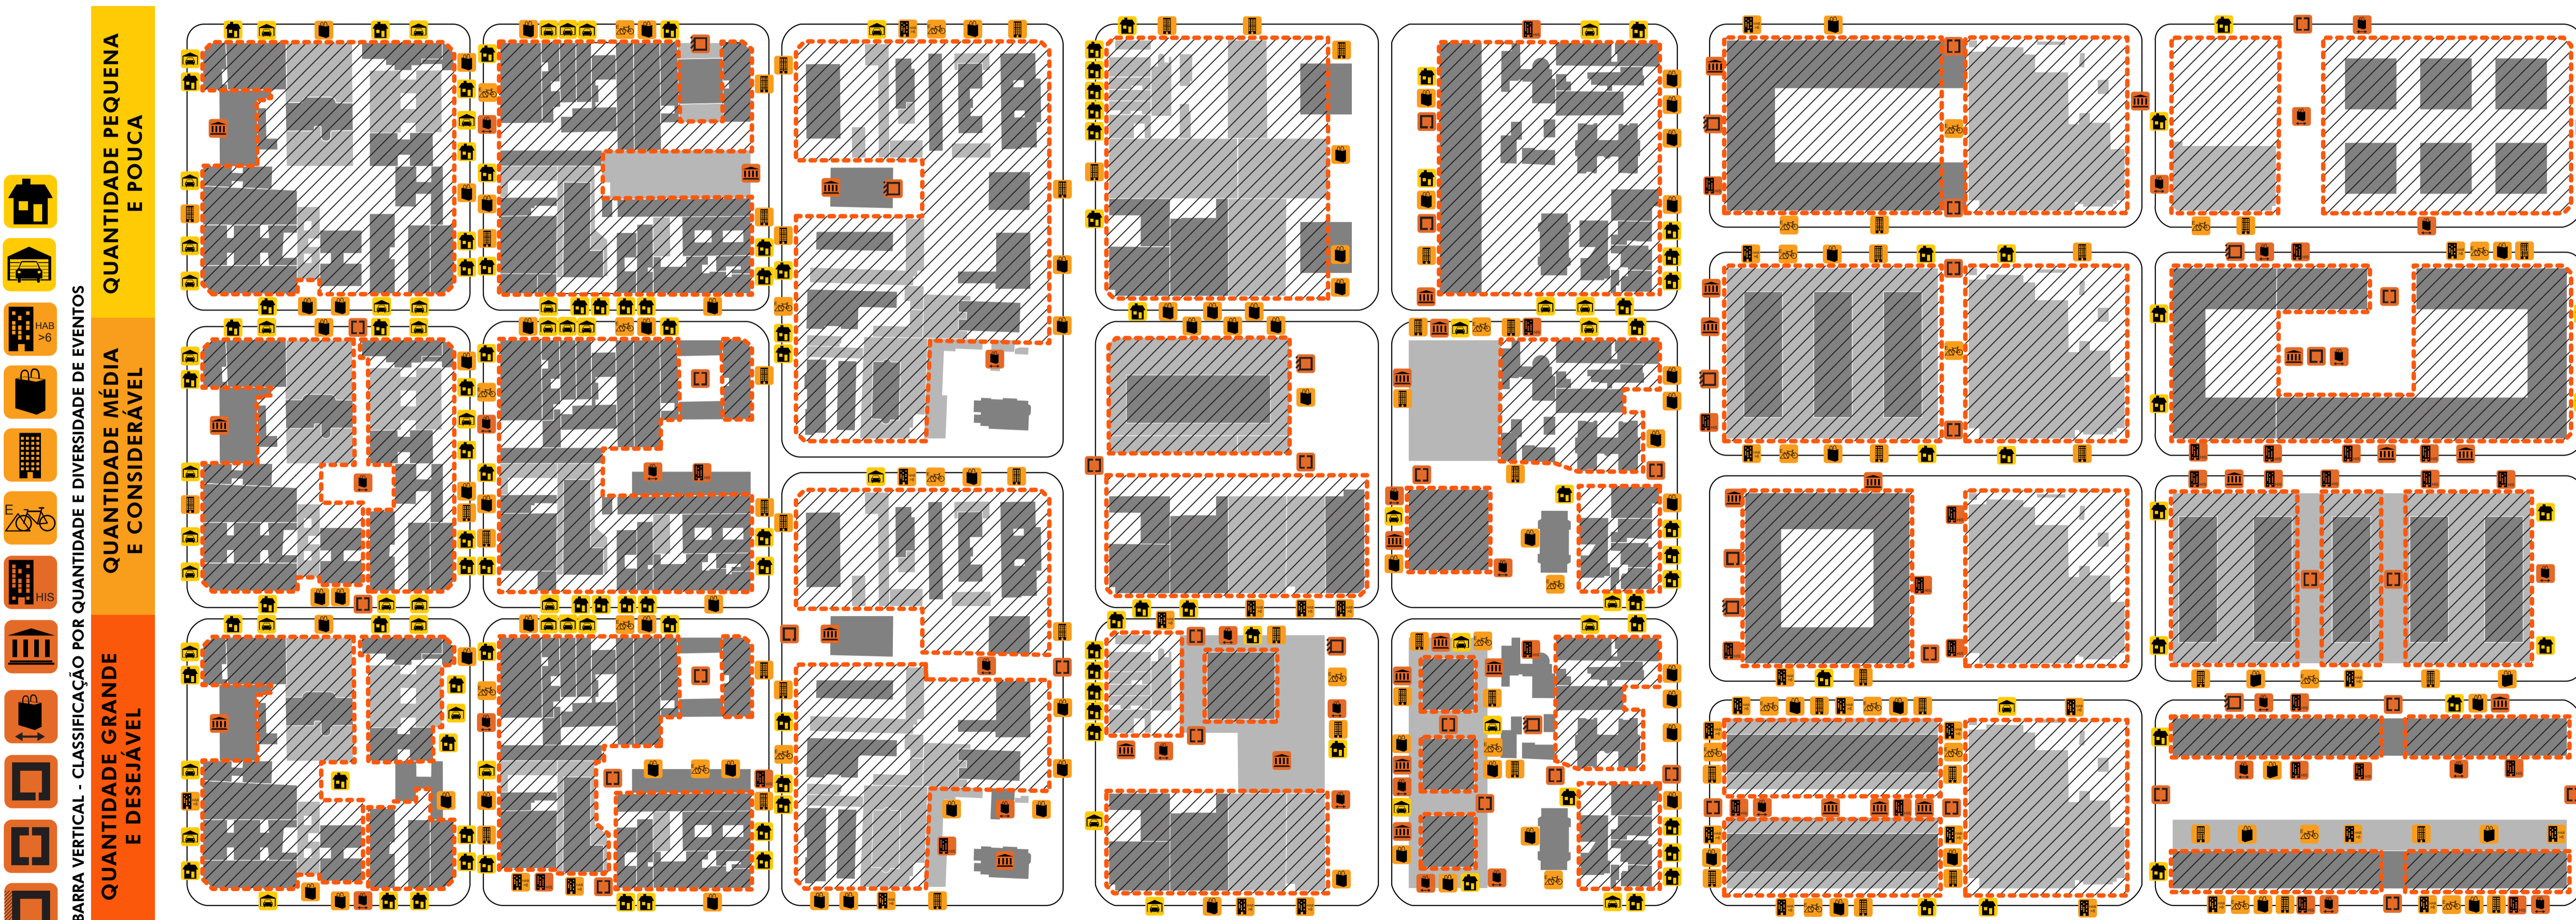 HAB
>6
E
HIS
BARRA VERTICAL - CLASSIFICAÇÃO POR QUANTIDADE E DIVERSIDADE DE EVENTOS
QUANTIDADE PEQUENA
E POUCA
QUANTIDADE MÉDIA
E CONSIDERÁVEL
QUANTIDADE GRANDE
E DESEJÁVEL